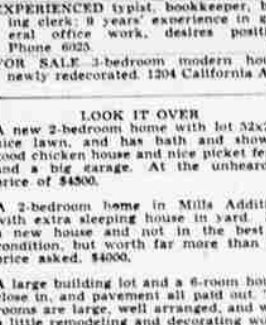 EXPERIENCED typist, bookkeeper, b
ing clerk; 9 years' experience in g
eral office work, desires posit
Phone 6025.
FOR SALE 3-bedroom modern hou
newly redecorated. 1204 California A
LOOK IT OVER
A new 2-bedroom home with lot 52x
nice lawn, and has bath and show
good chicken house and nice picket fe
and a big garage. At the unheard
price of $4500.
A 2-bedroom home in Mills Additi
with extra sleeping house in yard.
a new house and not in the best
condition, but worth far more than
price asked. $4000.
A large building lot and a 6-room hou
close in, and pavement all paid out.
rooms are large, well arranged, and w
a little remodeling and decorating wo